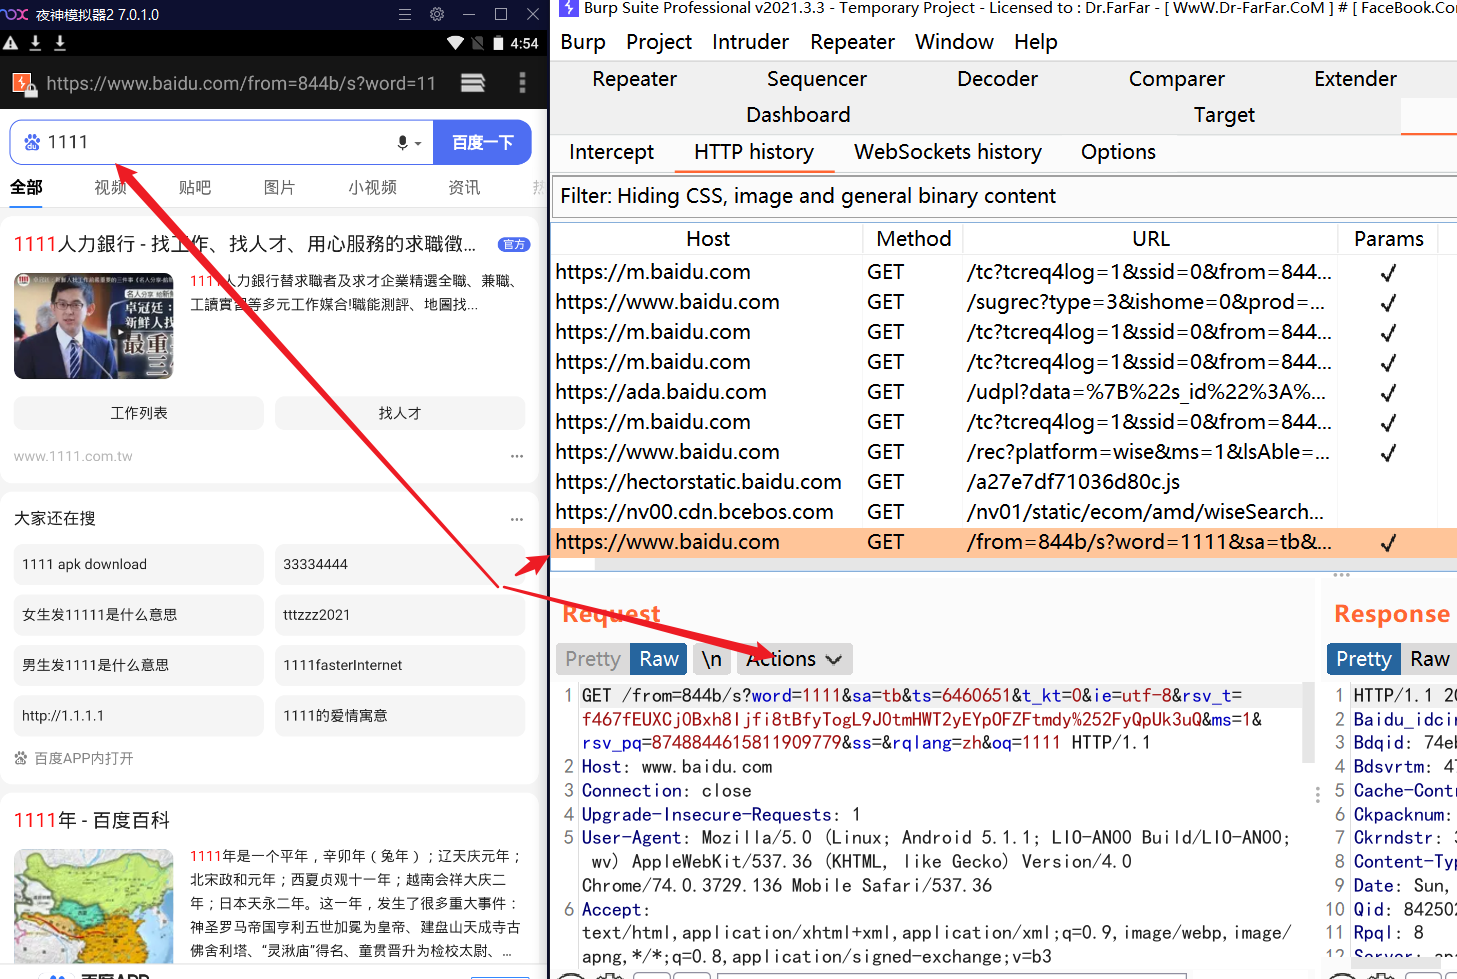 夜神模拟器2 7.0.1.0
4:54
https://www.baidu.com/from=844b/s?word=11
1111
百度一下
全部
视频
贴吧
图片
小视频
资讯
1111人力銀行 - 找工作、找人才、用心服務的求職徵...
官方
1111人力銀行替求職者及求才企業精選全職、兼職、
工讀實習等多元工作媒合!職能測評、地圖找...
名人分享
卓冠廷：
新鮮人找
最重
工作列表
找人才
www.1111.com.tw
大家还在搜
1111 apk download
33334444
女生发11111是什么意思
tttzzz2021
男生发1111是什么意思
1111fasterInternet
http://1.1.1.1
1111的爱情寓意
百度APP内打开
1111年 - 百度百科
1111年是一个平年，辛卯年（兔年）；辽天庆元年；
北宋政和元年；西夏贞观十一年；越南会祥大庆二
年；日本天永二年。这一年，发生了很多重大事件：
神圣罗马帝国亨利五世加冕为皇帝、建盘山天成寺古
佛舍利塔、“灵湫庙”得名、童贯晋升为检校太尉、...
百度APP
Burp Suite Professional v2021.3.3 - Temporary Project - Licensed to : Dr.FarFar - [ WwW.Dr-FarFar.CoM ] # [ FaceBook.Co
Burp Project Intruder Repeater Window Help
Repeater Sequencer Decoder Comparer Extender
Dashboard Target
Intercept HTTP history WebSockets history Options
Filter: Hiding CSS, image and general binary content
Host Method URL Params
https://m.baidu.com GET /tc?tcreq4log=1&ssid=0&from=844... ✓
https://www.baidu.com GET /sugrec?type=3&ishome=0&prod=... ✓
https://m.baidu.com GET /tc?tcreq4log=1&ssid=0&from=844... ✓
https://m.baidu.com GET /tc?tcreq4log=1&ssid=0&from=844... ✓
https://ada.baidu.com GET /udpl?data=%7B%22s_id%22%3A%... ✓
https://m.baidu.com GET /tc?tcreq4log=1&ssid=0&from=844... ✓
https://www.baidu.com GET /rec?platform=wise&ms=1&lsAble=... ✓
https://hectorstatic.baidu.com GET /a27e7df71036d80c.js
https://nv00.cdn.bcebos.com GET /nv01/static/ecom/amd/wiseSearch...
https://www.baidu.com GET /from=844b/s?word=1111&sa=tb&... ✓
Request
Pretty Raw \n Actions
1 GET /from=844b/s?word=1111&sa=tb&ts=6460651&t_kt=0&ie=utf-8&rsv_t=
f467fEUXCjOBxh8Ijfi8tBfyTogL9JOtmHWT2yEYpOFZFtmdy%252FyQpUk3uQ&ms=1&
rsv_pq=8748844615811909779&ss=&rqlang=zh&oq=1111 HTTP/1.1
2 Host: www.baidu.com
3 Connection: close
4 Upgrade-Insecure-Requests: 1
5 User-Agent: Mozilla/5.0 (Linux; Android 5.1.1; LIO-AN00 Build/LIO-AN00;
wv) AppleWebKit/537.36 (KHTML, like Gecko) Version/4.0
Chrome/74.0.3729.136 Mobile Safari/537.36
6 Accept:
text/html,application/xhtml+xml,application/xml;q=0.9,image/webp,image/
apng,*/*;q=0.8,application/signed-exchange;v=b3
Response
Pretty Raw
1 HTTP/1.1 20
2 Baidu_idci
3 Bdqid: 74e
4 Bdsvrtm: 4
5 Cache-Cont
6 Ckpacknum:
7 Ckrndstr: 3
8 Content-Typ
9 Date: Sun,
10 Qid: 84250
11 Rpql: 8
12 Server: